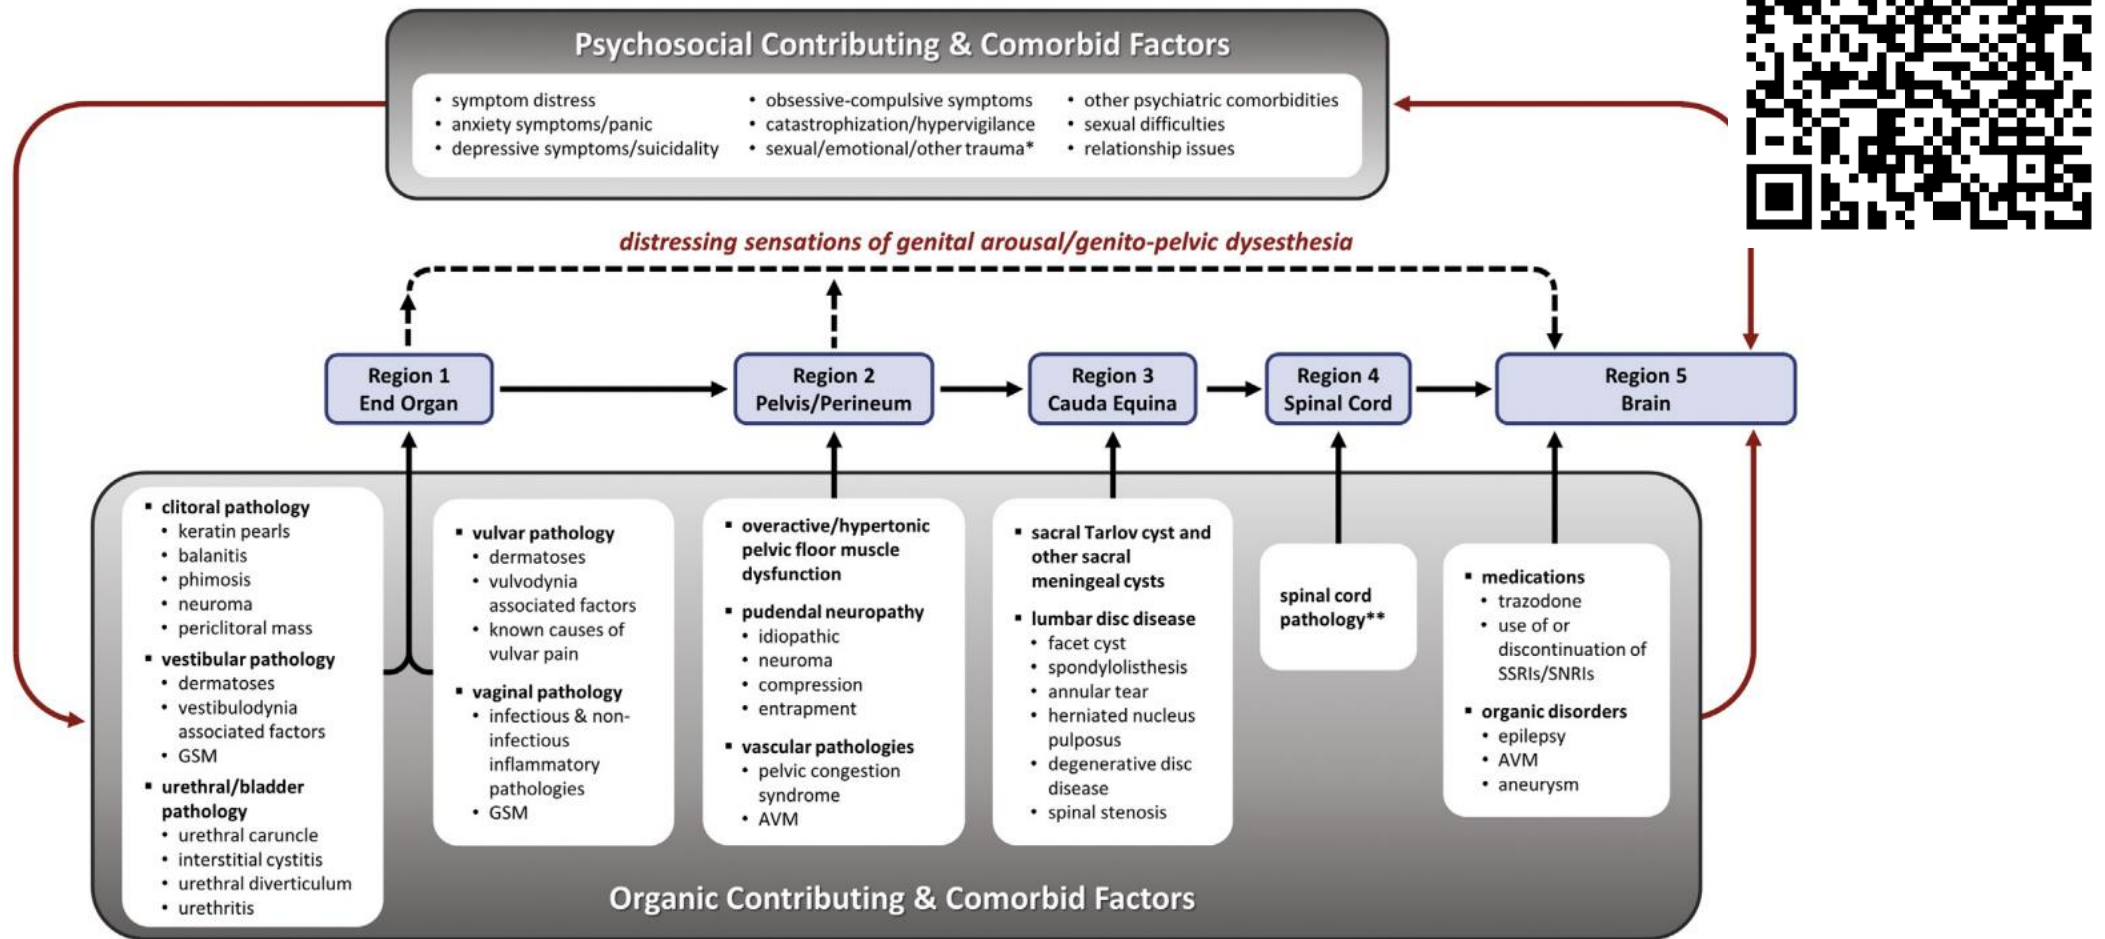 Psychosocial Contributing & Comorbid Factors
• symptom distress
• anxiety symptoms/panic
• depressive symptoms/suicidality
• obsessive-compulsive symptoms
• catastrophization/hypervigilance
• sexual/emotional/other trauma*
• other psychiatric comorbidities
• sexual difficulties
• relationship issues
distressing sensations of genital arousal/genito-pelvic dysesthesia
Region 1
End Organ
Region 2
Pelvis/Perineum
Region 3
Cauda Equina
Region 4
Spinal Cord
Region 5
Brain
▪ clitoral pathology
• keratin pearls
• balanitis
• phimosis
• neuroma
• periclitoral mass
▪ vestibular pathology
• dermatoses
• vestibulodynia
associated factors
• GSM
▪ urethral/bladder
pathology
• urethral caruncle
• interstitial cystitis
• urethral diverticulum
• urethritis
▪ vulvar pathology
• dermatoses
• vulvodynia
associated factors
• known causes of
vulvar pain
▪ vaginal pathology
• infectious & non-
infectious
inflammatory
pathologies
• GSM
▪ overactive/hypertonic
pelvic floor muscle
dysfunction
▪ pudendal neuropathy
• idiopathic
• neuroma
• compression
• entrapment
▪ vascular pathologies
• pelvic congestion
syndrome
• AVM
▪ sacral Tarlov cyst and
other sacral
meningeal cysts
▪ lumbar disc disease
• facet cyst
• spondylolisthesis
• annular tear
• herniated nucleus
pulposus
• degenerative disc
disease
• spinal stenosis
spinal cord
pathology**
▪ medications
• trazodone
• use of or
discontinuation of
SSRIs/SNRIs
▪ organic disorders
• epilepsy
• AVM
• aneurysm
Organic Contributing & Comorbid Factors